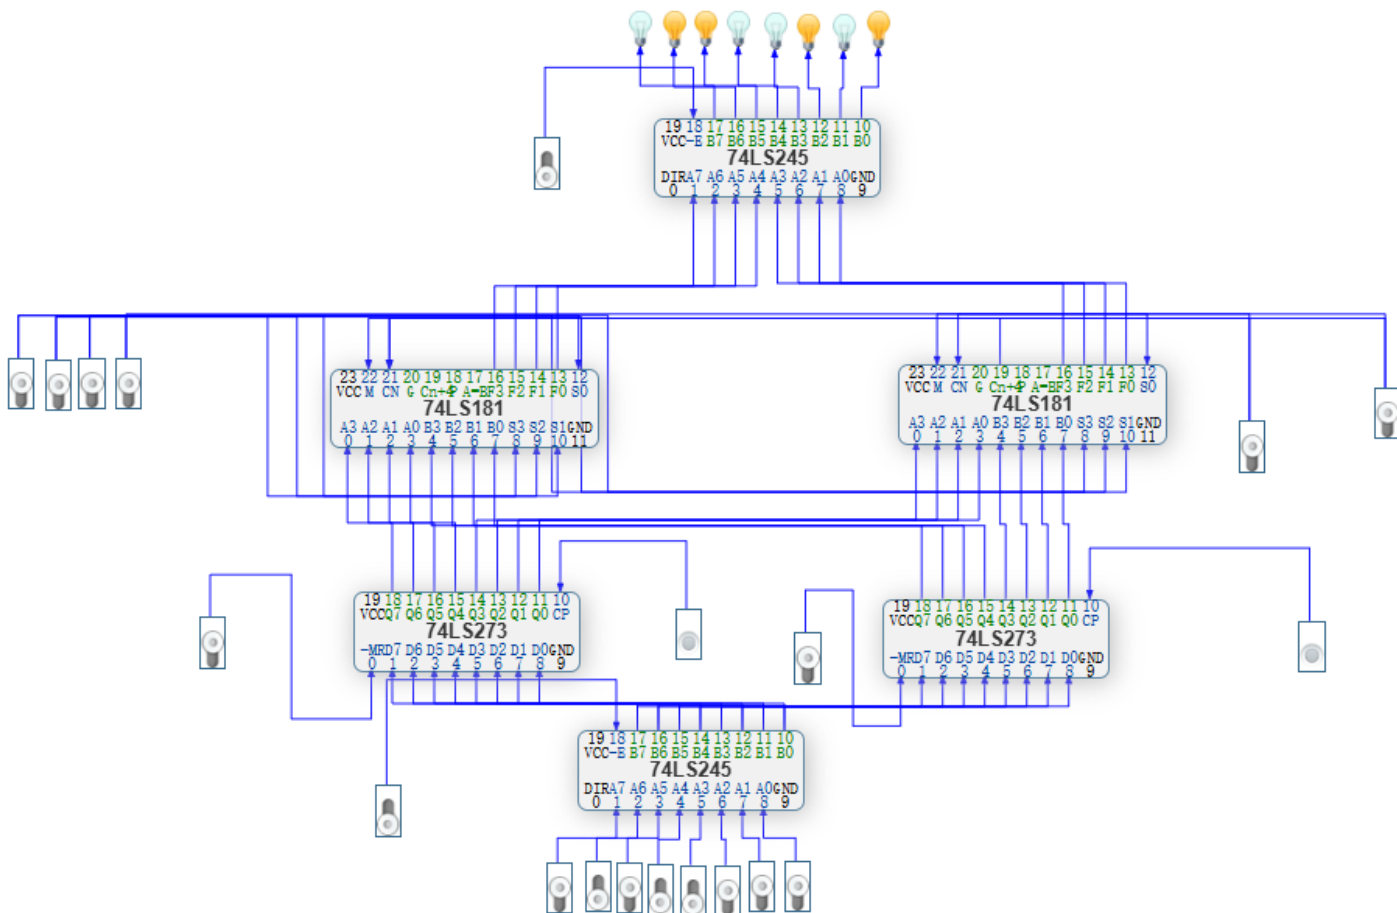 19 18 17 16 15 14 13 12 11 10
VCC -E B7 B6 B5 B4 B3 B2 B1 B0
74LS245
DIR A7 A6 A5 A4 A3 A2 A1 A0 GND
0 1 2 3 4 5 6 7 8 9
23 22 21 20 19 18 17 16 15 14 13 12
VCC M CN G Cn+4 P A=B F3 F2 F1 F0 S0
74LS181
A3 A2 A1 A0 B3 B2 B1 B0 S3 S2 S1 GND
0 1 2 3 4 5 6 7 8 9 10 11
23 22 21 20 19 18 17 16 15 14 13 12
VCC M CN G Cn+4 P A=B F3 F2 F1 F0 S0
74LS181
A3 A2 A1 A0 B3 B2 B1 B0 S3 S2 S1 GND
0 1 2 3 4 5 6 7 8 9 10 11
19 18 17 16 15 14 13 12 11 10
VCC Q7 Q6 Q5 Q4 Q3 Q2 Q1 Q0 CP
74LS273
-MR D7 D6 D5 D4 D3 D2 D1 D0 GND
0 1 2 3 4 5 6 7 8 9
19 18 17 16 15 14 13 12 11 10
VCC Q7 Q6 Q5 Q4 Q3 Q2 Q1 Q0 CP
74LS273
-MR D7 D6 D5 D4 D3 D2 D1 D0 GND
0 1 2 3 4 5 6 7 8 9
19 18 17 16 15 14 13 12 11 10
VCC -E B7 B6 B5 B4 B3 B2 B1 B0
74LS245
DIR A7 A6 A5 A4 A3 A2 A1 A0 GND
0 1 2 3 4 5 6 7 8 9